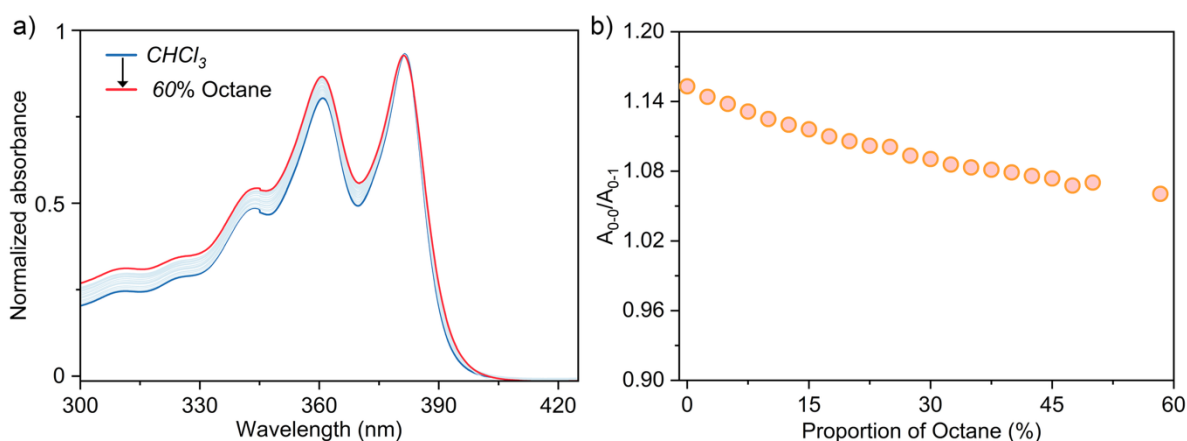 a)
CHCl₃
60% Octane
Normalized absorbance
1
0.5
0
300
330
360
390
420
Wavelength (nm)
b)
A₀₋₀/A₀₋₁
1.20
1.14
1.08
1.02
0.96
0.90
0
15
30
45
60
Proportion of Octane (%)